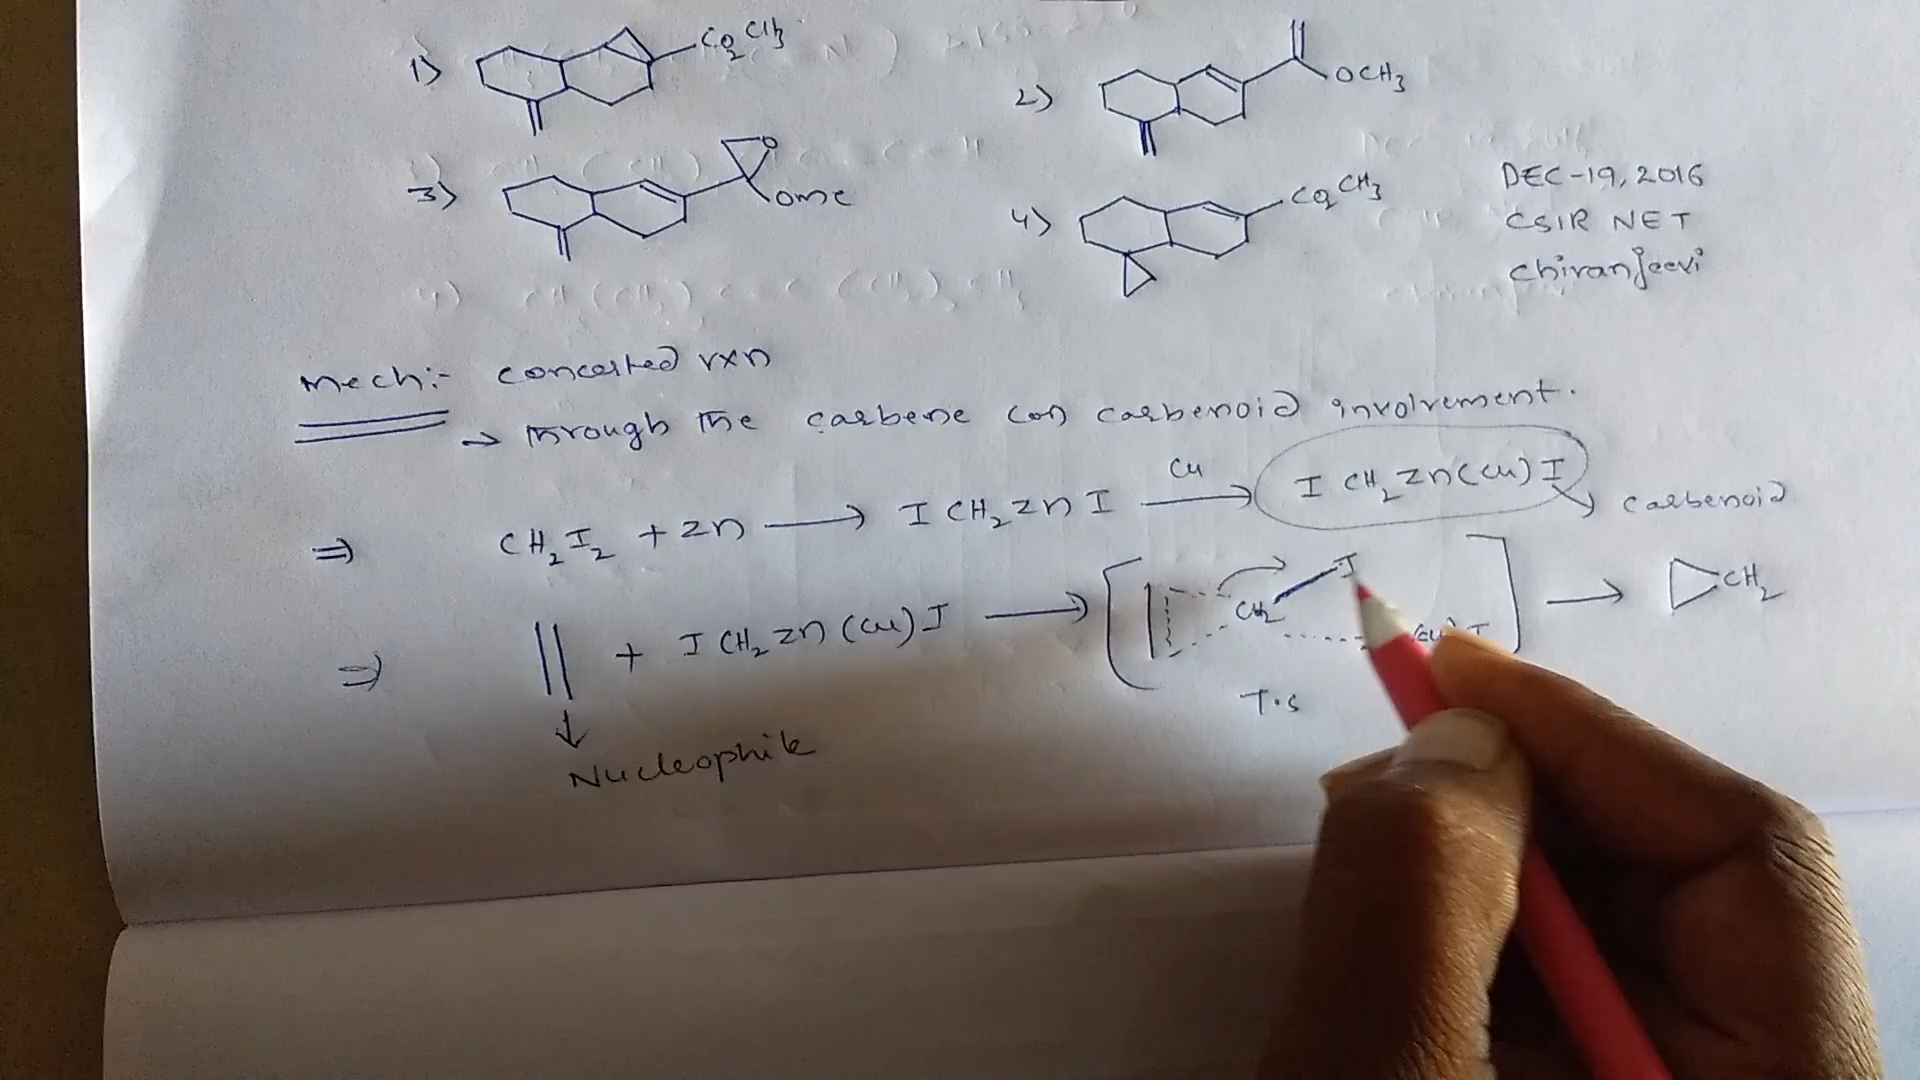 1) CO2CH3
2) OCH3
3) O OMe
4) CO2CH3
DEC-19, 2016
CSIR NET
Chiranjeevi
Mech:- concerted rxn
→ through the carbene (or) carbenoid involvement.
⇒ CH2I2 + Zn ⟶ ICH2ZnI ⟶ Cu ICH2Zn(Cu)I → carbenoid
⇒ || + ICH2Zn(Cu)I ⟶ [ CH2 I (Cu) I ] ⟶ CH2
T.S
↓
Nucleophile